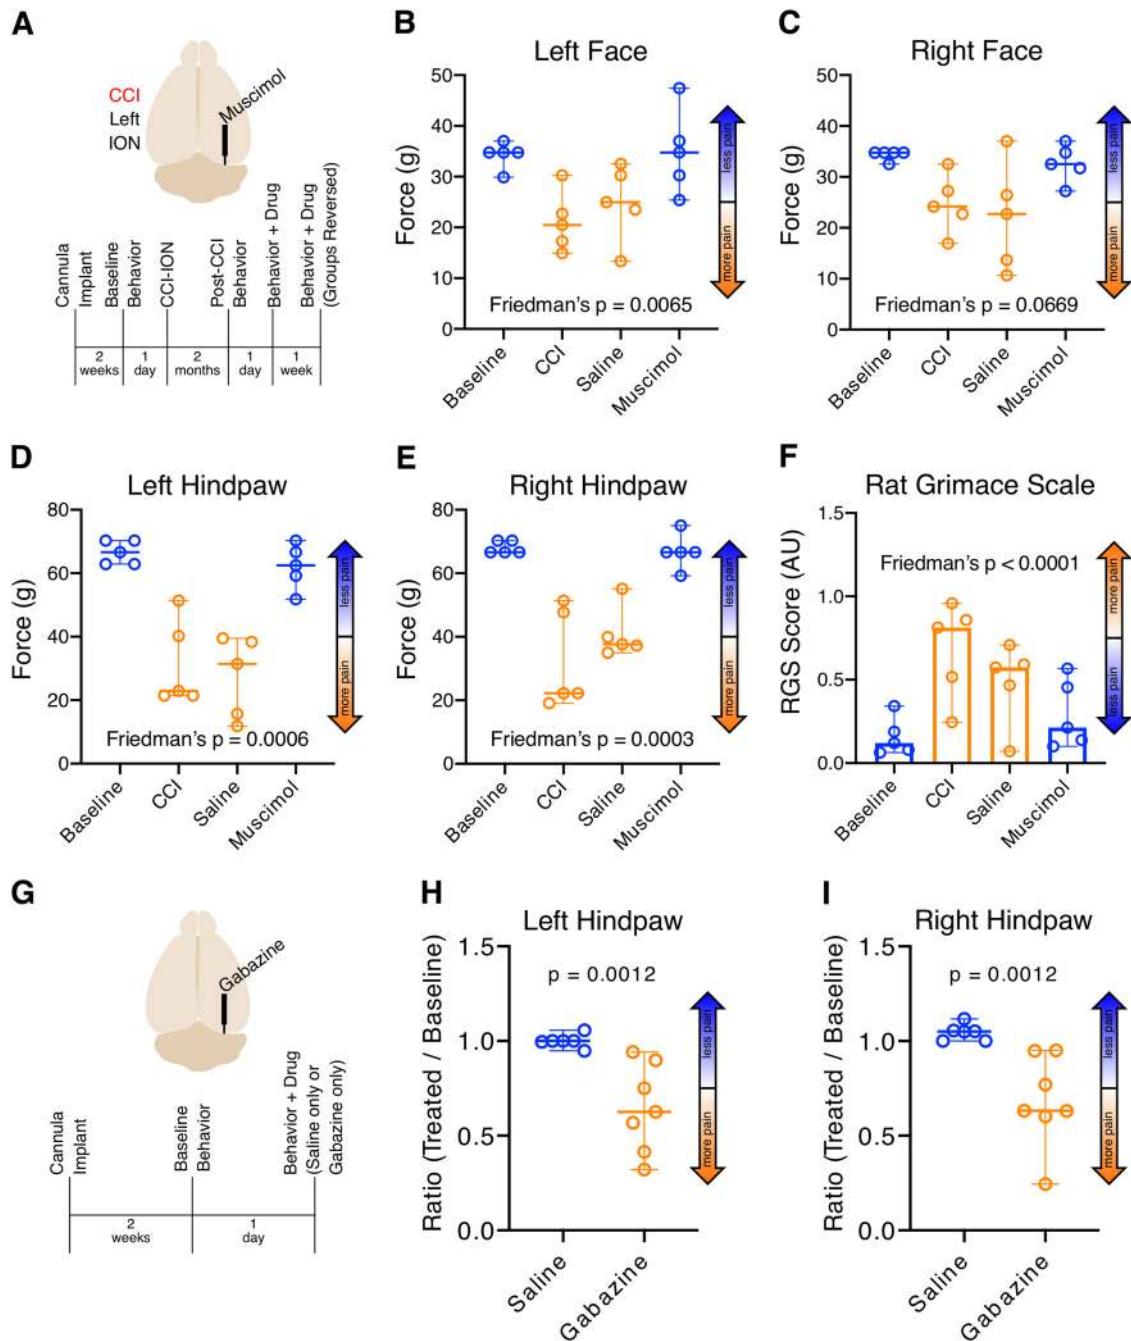 A
CCI
Left
ION
Muscimol
Cannula
Implant
Baseline
Behavior
CCI-ION
Post-CCI
Behavior
Behavior + Drug
Behavior + Drug
(Groups Reversed)
2
weeks
1
day
2
months
1
day
1
week
B
Left Face
Force (g)
50
40
30
20
10
0
less pain
more pain
Friedman's p = 0.0065
Baseline
CCI
Saline
Muscimol
C
Right Face
Force (g)
50
40
30
20
10
0
less pain
more pain
Friedman's p = 0.0669
Baseline
CCI
Saline
Muscimol
D
Left Hindpaw
Force (g)
80
60
40
20
0
less pain
more pain
Friedman's p = 0.0006
Baseline
CCI
Saline
Muscimol
E
Right Hindpaw
Force (g)
80
60
40
20
0
less pain
more pain
Friedman's p = 0.0003
Baseline
CCI
Saline
Muscimol
F
Rat Grimace Scale
RGS Score (AU)
1.5
1.0
0.5
0.0
Friedman's p < 0.0001
more pain
less pain
Baseline
CCI
Saline
Muscimol
G
Gabazine
Cannula
Implant
Baseline
Behavior
Behavior + Drug
(Saline only or
Gabazine only)
2
weeks
1
day
H
Left Hindpaw
Ratio (Treated / Baseline)
1.5
1.0
0.5
0.0
p = 0.0012
less pain
more pain
Saline
Gabazine
I
Right Hindpaw
Ratio (Treated / Baseline)
1.5
1.0
0.5
0.0
p = 0.0012
less pain
more pain
Saline
Gabazine